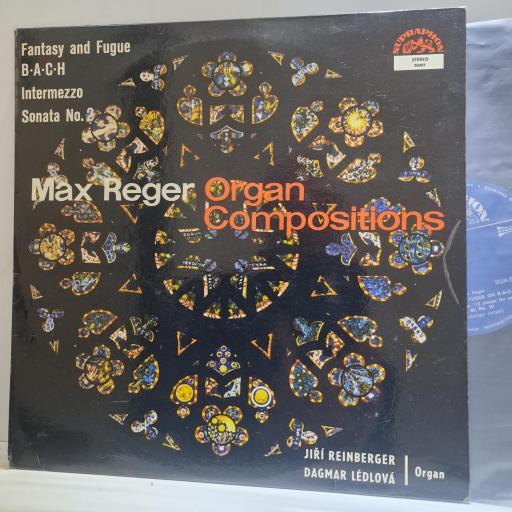 Fantasy and Fugue
B·A·C·H
Intermezzo
Sonata No. 2
SUPRAPHON
STEREO
Max Reger Organ
Compositions
JIŘÍ REINBERGER
DAGMAR LÉDLOVÁ
Organ